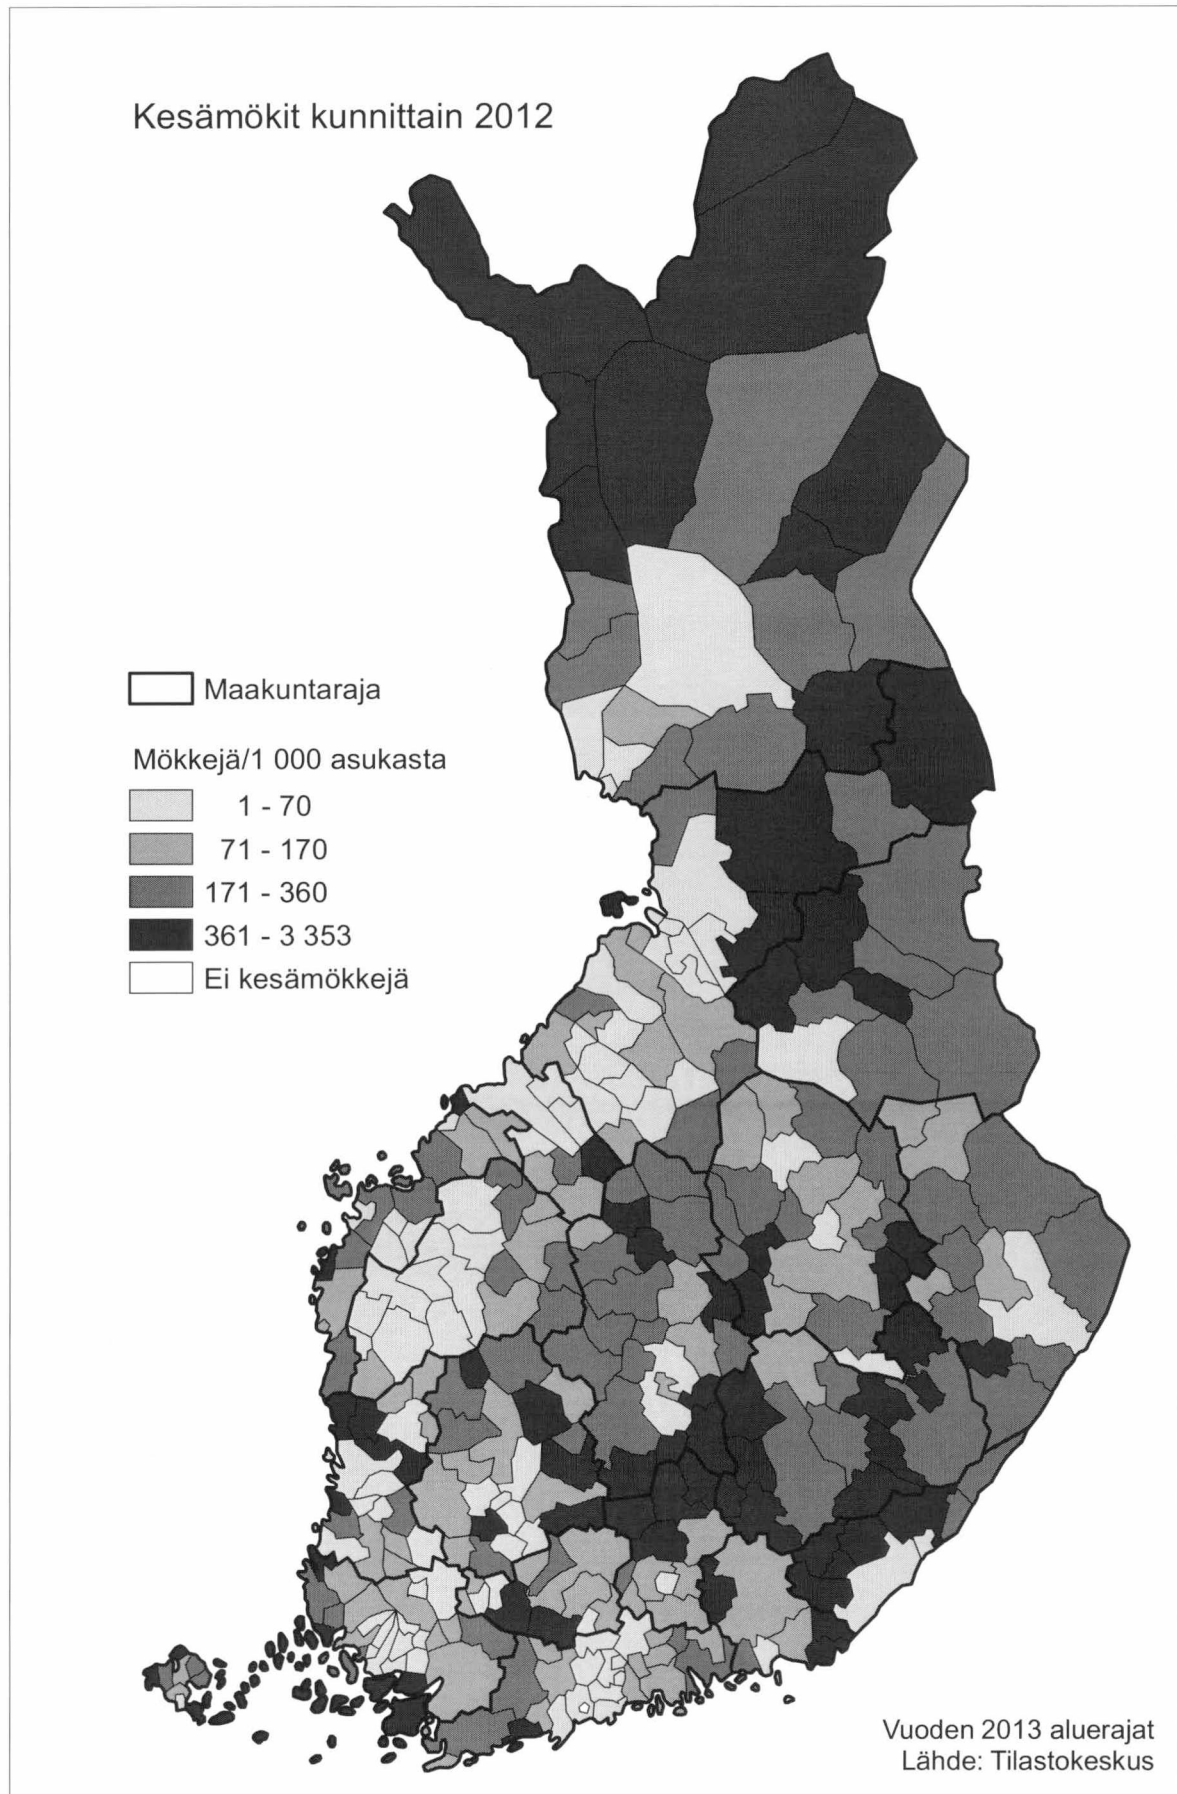 Kesämökit kunnittain 2012
Maakuntaraja
Mökkejä/1 000 asukasta
1 - 70
71 - 170
171 - 360
361 - 3 353
Ei kesämökkejä
Vuoden 2013 aluerajat
Lähde: Tilastokeskus